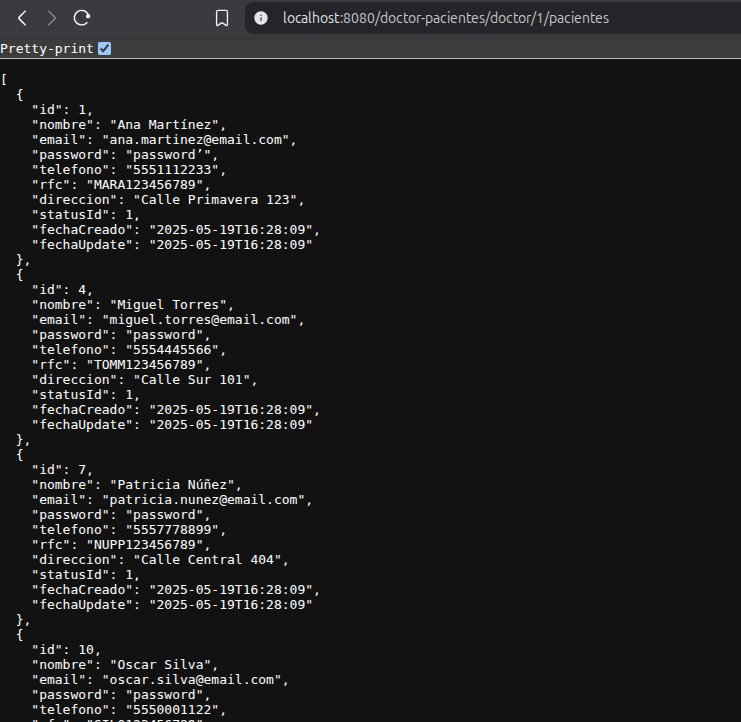 localhost:8080/doctor-pacientes/doctor/1/pacientes
Pretty-print
[
  {
    "id": 1,
    "nombre": "Ana Martínez",
    "email": "ana.martinez@email.com",
    "password": "password’",
    "telefono": "5551112233",
    "rfc": "MARA123456789",
    "direccion": "Calle Primavera 123",
    "statusId": 1,
    "fechaCreado": "2025-05-19T16:28:09",
    "fechaUpdate": "2025-05-19T16:28:09"
  },
  {
    "id": 4,
    "nombre": "Miguel Torres",
    "email": "miguel.torres@email.com",
    "password": "password",
    "telefono": "5554445566",
    "rfc": "TOMM123456789",
    "direccion": "Calle Sur 101",
    "statusId": 1,
    "fechaCreado": "2025-05-19T16:28:09",
    "fechaUpdate": "2025-05-19T16:28:09"
  },
  {
    "id": 7,
    "nombre": "Patricia Núñez",
    "email": "patricia.nunez@email.com",
    "password": "password",
    "telefono": "5557778899",
    "rfc": "NUPP123456789",
    "direccion": "Calle Central 404",
    "statusId": 1,
    "fechaCreado": "2025-05-19T16:28:09",
    "fechaUpdate": "2025-05-19T16:28:09"
  },
  {
    "id": 10,
    "nombre": "Oscar Silva",
    "email": "oscar.silva@email.com",
    "password": "password",
    "telefono": "5550001122",